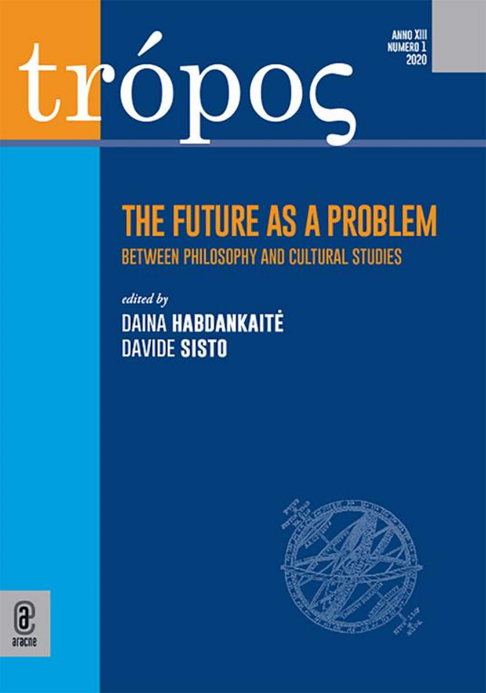 ANNO XIII
NUMERO 1
2020
trópoς
THE FUTURE AS A PROBLEM
BETWEEN PHILOSOPHY AND CULTURAL STUDIES
edited by
DAINA HABDANKAITĖ
DAVIDE SISTO
aracne